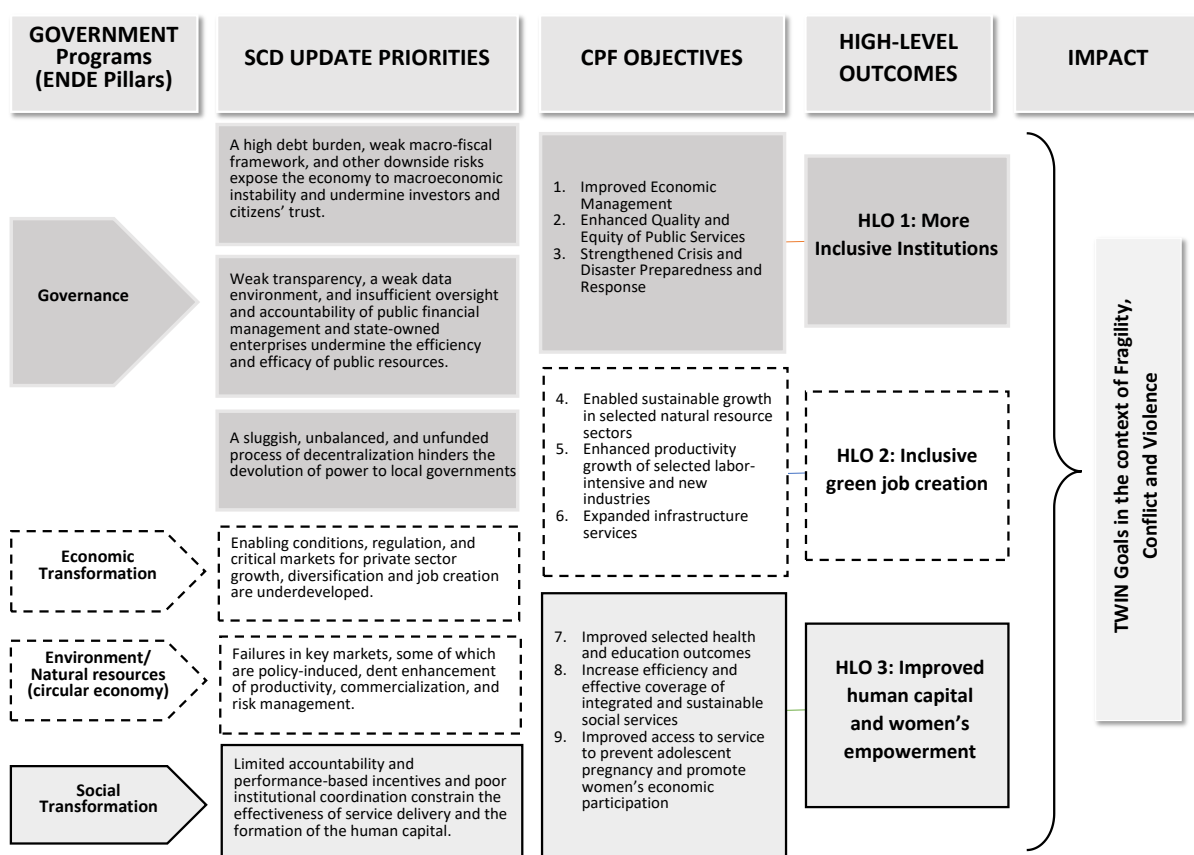 GOVERNMENT
Programs
(ENDE Pillars)
SCD UPDATE PRIORITIES
CPF OBJECTIVES
HIGH-LEVEL
OUTCOMES
IMPACT
Governance
A high debt burden, weak macro-fiscal
framework, and other downside risks
expose the economy to macroeconomic
instability and undermine investors and
citizens’ trust.
Weak transparency, a weak data
environment, and insufficient oversight
and accountability of public financial
management and state-owned
enterprises undermine the efficiency
and efficacy of public resources.
A sluggish, unbalanced, and unfunded
process of decentralization hinders the
devolution of power to local governments
1. Improved Economic
Management
2. Enhanced Quality and
Equity of Public Services
3. Strengthened Crisis and
Disaster Preparedness and
Response
HLO 1: More
Inclusive Institutions
4. Enabled sustainable growth
in selected natural resource
sectors
5. Enhanced productivity
growth of selected labor-
intensive and new
industries
6. Expanded infrastructure
services
HLO 2: Inclusive
green job creation
Economic
Transformation
Enabling conditions, regulation, and
critical markets for private sector
growth, diversification and job creation
are underdeveloped.
Environment/
Natural resources
(circular economy)
Failures in key markets, some of which
are policy-induced, dent enhancement
of productivity, commercialization, and
risk management.
Social
Transformation
Limited accountability and
performance-based incentives and poor
institutional coordination constrain the
effectiveness of service delivery and the
formation of the human capital.
7. Improved selected health
and education outcomes
8. Increase efficiency and
effective coverage of
integrated and sustainable
social services
9. Improved access to service
to prevent adolescent
pregnancy and promote
women’s economic
participation
HLO 3: Improved
human capital
and women’s
empowerment
TWIN Goals in the context of Fragility,
Conflict and Violence